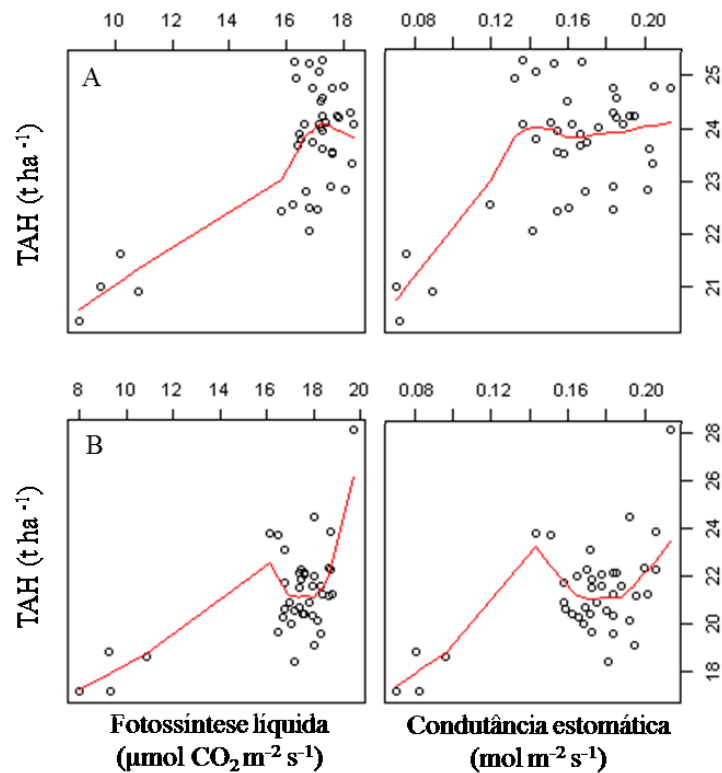 10 12 14 16 18
0.08 0.12 0.16 0.20
A
TAH (t ha -1)
21 22 23 24 25
8 10 12 14 16 18 20
0.08 0.12 0.16 0.20
B
TAH (t ha -1)
18 20 22 24 26 28
Fotossíntese líquida
(µmol CO2 m-2 s-1)
Condutância estomática
(mol m-2 s-1)